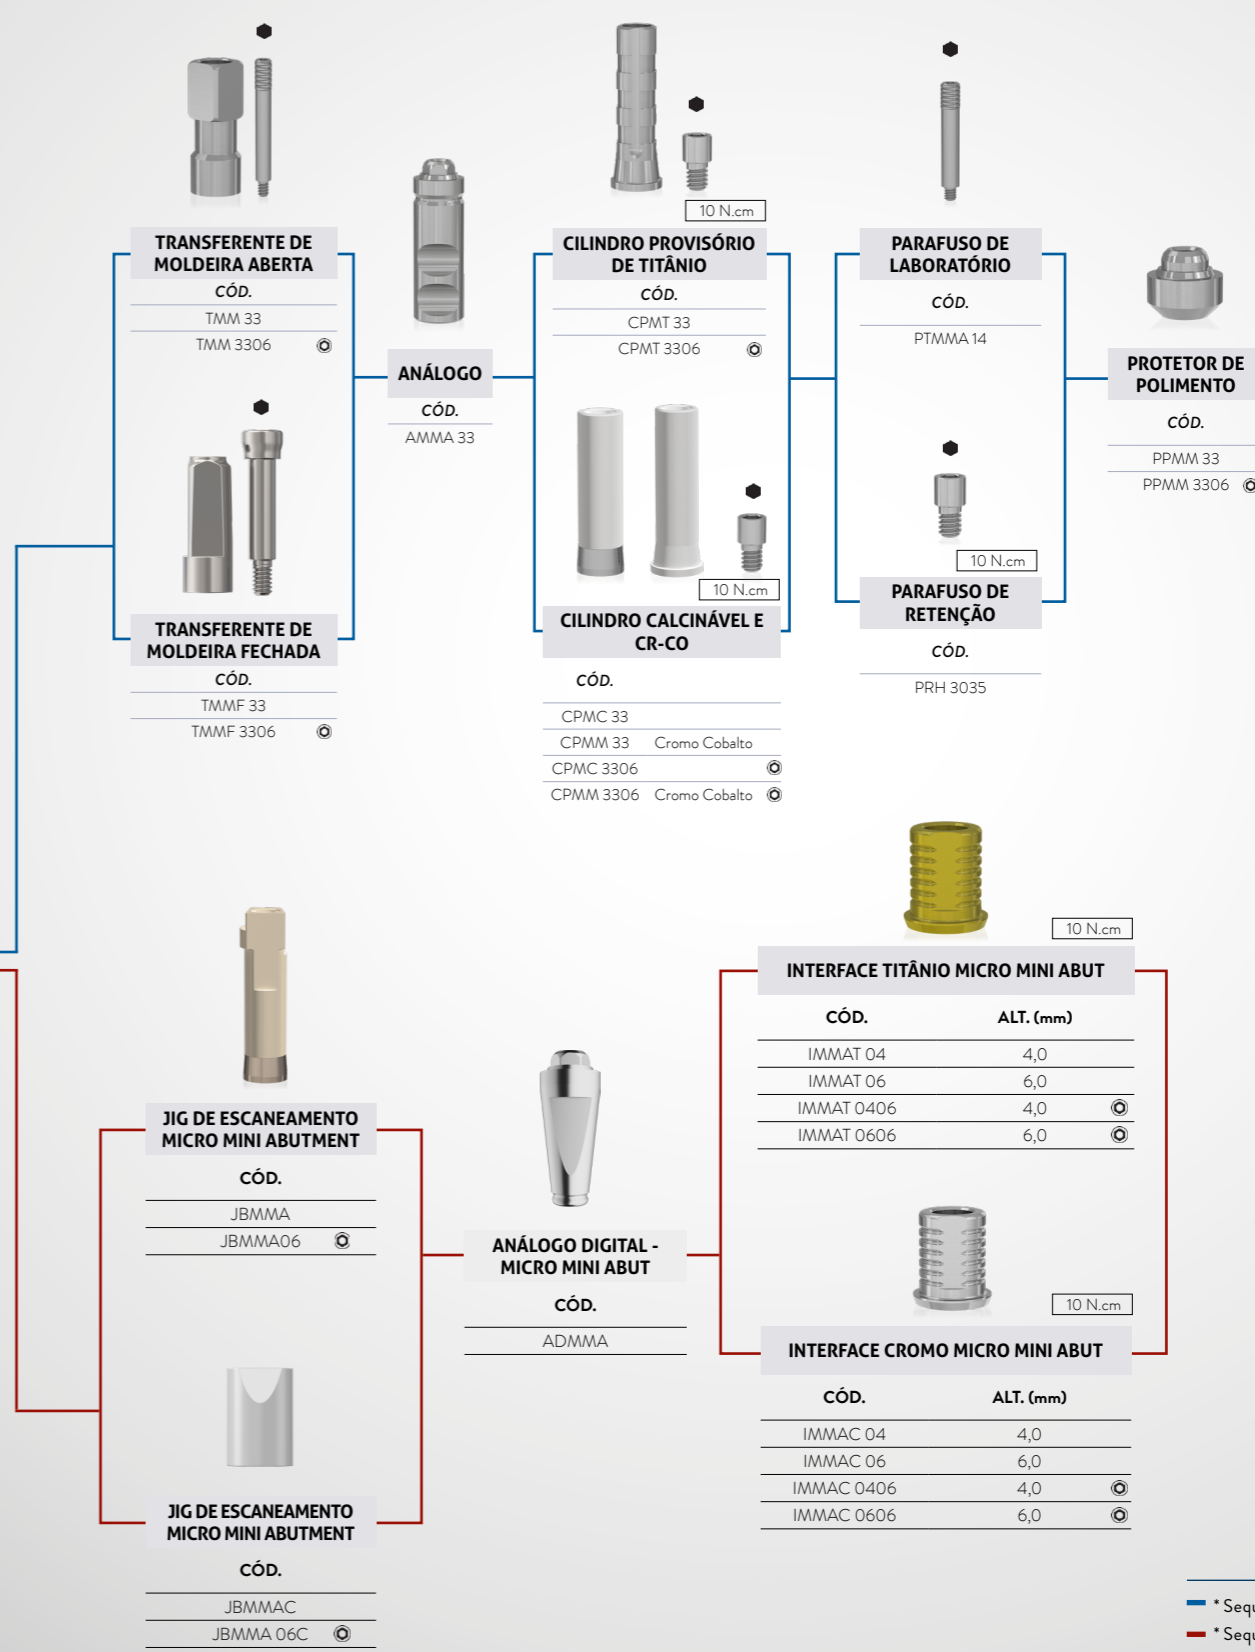 TRANSFERENTE DE
MOLDEIRA ABERTA
CÓD.
TMM 33
TMM 3306
TRANSFERENTE DE
MOLDEIRA FECHADA
CÓD.
TMMF 33
TMMF 3306
ANÁLOGO
CÓD.
AMMA 33
10 N.cm
CILINDRO PROVISÓRIO
DE TITÂNIO
CÓD.
CPMT 33
CPMT 3306
10 N.cm
CILINDRO CALCINÁVEL E
CR-CO
CÓD.
CPMC 33
CPMM 33 Cromo Cobalto
CPMC 3306
CPMM 3306 Cromo Cobalto
PARAFUSO DE
LABORATÓRIO
CÓD.
PTMMA 14
10 N.cm
PARAFUSO DE
RETENÇÃO
CÓD.
PRH 3035
PROTETOR DE
POLIMENTO
CÓD.
PPMM 33
PPMM 3306
JIG DE ESCANEAMENTO
MICRO MINI ABUTMENT
CÓD.
JBMMA
JBMMA06
JIG DE ESCANEAMENTO
MICRO MINI ABUTMENT
CÓD.
JBMMAC
JBMMA 06C
ANÁLOGO DIGITAL -
MICRO MINI ABUT
CÓD.
ADMMA
10 N.cm
INTERFACE TITÂNIO MICRO MINI ABUT
CÓD. ALT. (mm)
IMMAT 04 4,0
IMMAT 06 6,0
IMMAT 0406 4,0
IMMAT 0606 6,0
10 N.cm
INTERFACE CROMO MICRO MINI ABUT
CÓD. ALT. (mm)
IMMAC 04 4,0
IMMAC 06 6,0
IMMAC 0406 4,0
IMMAC 0606 6,0
* Sequ
* Sequ